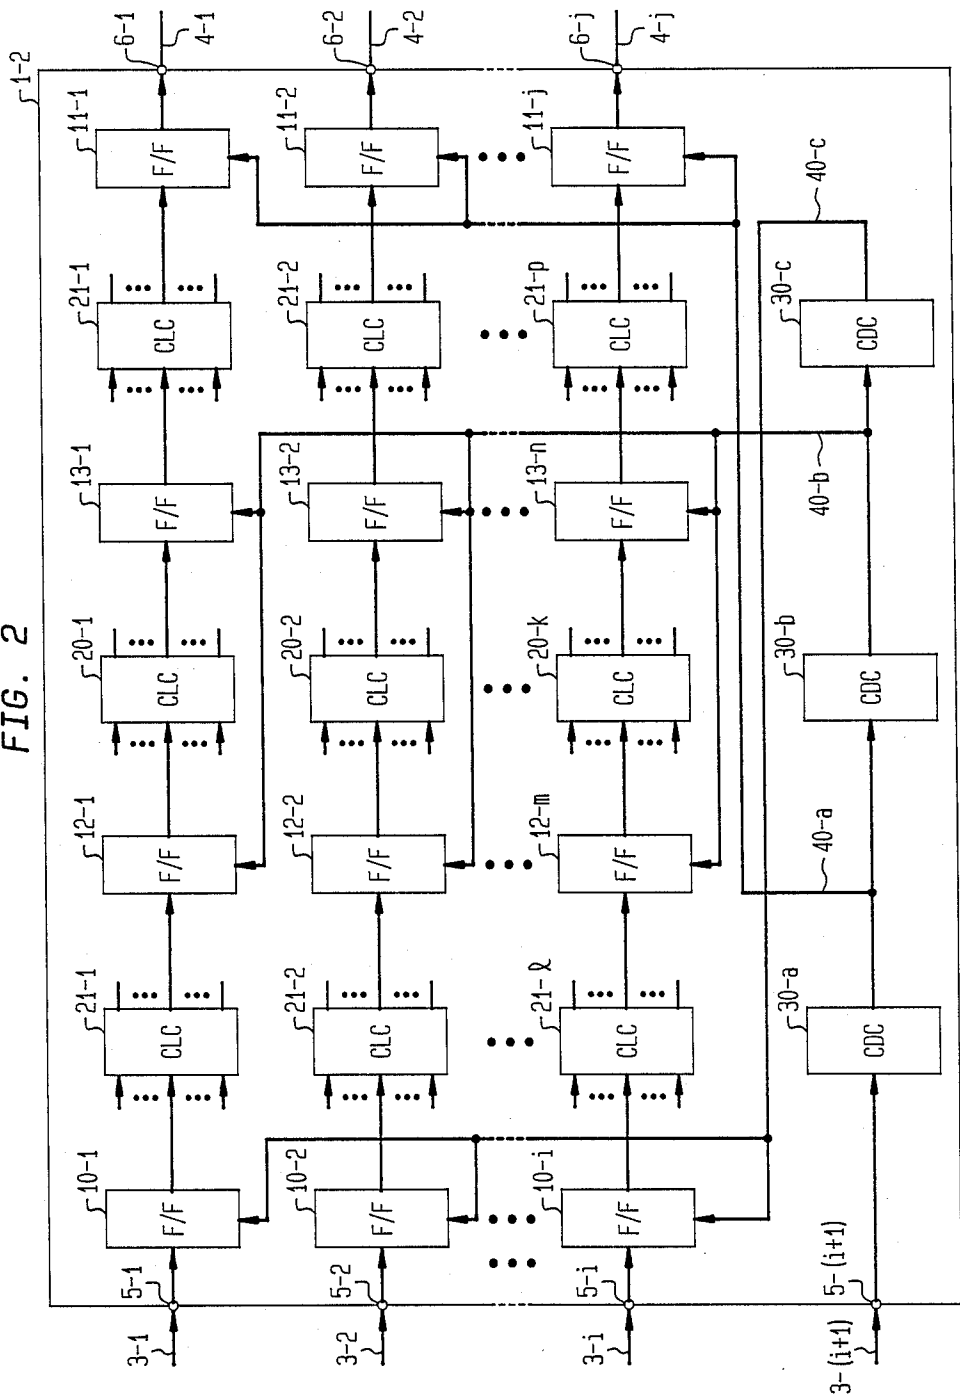 FIG. 2
1-2
3-1
5-1
10-1
F/F
21-1
CLC
12-1
F/F
20-1
CLC
13-1
F/F
21-1
CLC
11-1
F/F
6-1
4-1
3-2
5-2
10-2
F/F
21-2
CLC
12-2
F/F
20-2
CLC
13-2
F/F
21-2
CLC
11-2
F/F
6-2
4-2
3-i
5-i
10-i
F/F
21-ℓ
CLC
12-m
F/F
20-k
CLC
13-n
F/F
21-p
CLC
11-j
F/F
6-j
4-j
3-(i+1)
5-(i+1)
30-a
CDC
40-a
30-b
CDC
40-b
30-c
CDC
40-c